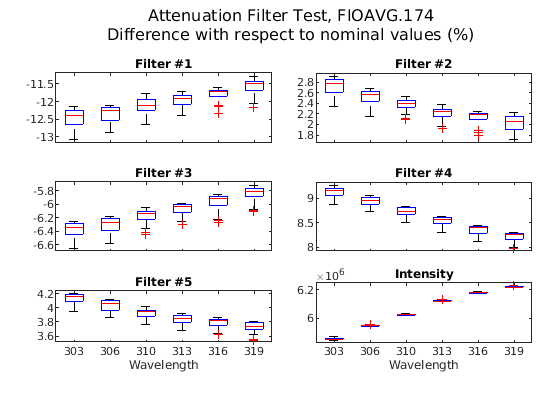 Attenuation Filter Test, FIOAVG.174
Difference with respect to nominal values (%)
Filter #1
-11.5
-12
-12.5
-13
Filter #2
2.8
2.6
2.4
2.2
2
1.8
Filter #3
-5.8
-6
-6.2
-6.4
-6.6
Filter #4
9
8.5
8
Filter #5
4.2
4
3.8
3.6
303 306 310 313 316 319
Wavelength
Intensity
×10^6
6.2
6
303 306 310 313 316 319
Wavelength